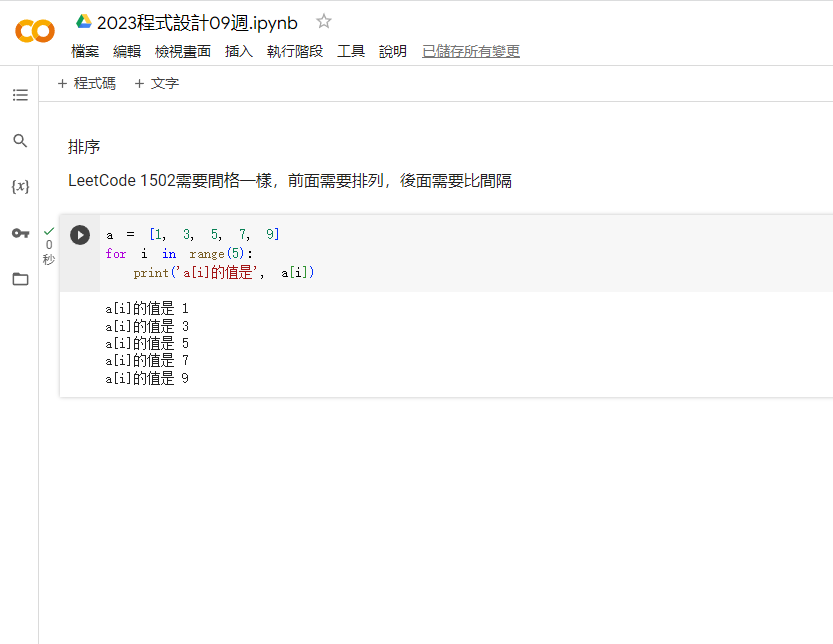 2023程式設計09週.ipynb
檔案 編輯 檢視畫面 插入 執行階段 工具 說明 已儲存所有變更
+ 程式碼 + 文字
排序
LeetCode 1502需要間格一樣，前面需要排列，後面需要比間隔
{x}
0
秒
a = [1, 3, 5, 7, 9]
for i in range(5):
    print('a[i]的值是', a[i])
a[i]的值是 1
a[i]的值是 3
a[i]的值是 5
a[i]的值是 7
a[i]的值是 9